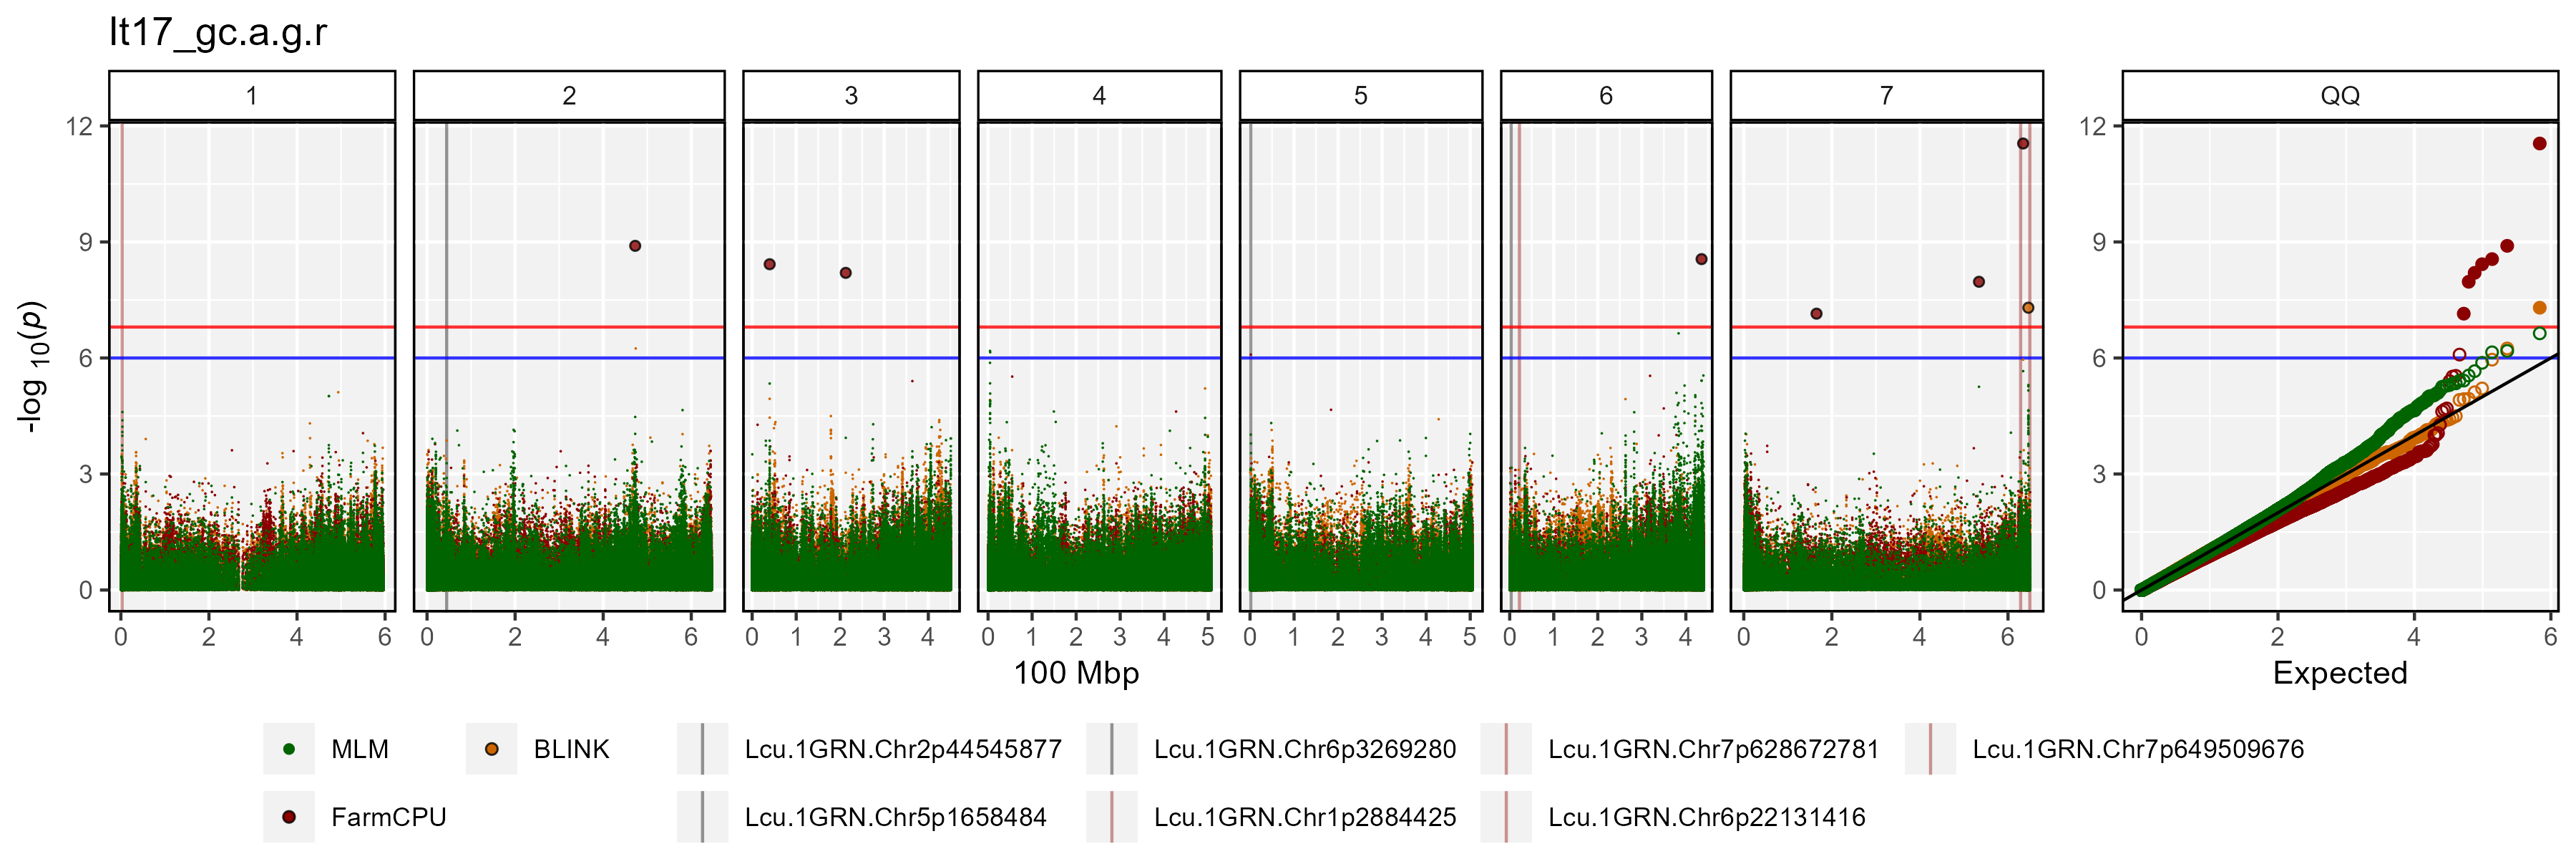 lt17_gc.a.g.r
1 2 3 4 5 6 7 QQ
12 12
9 9
6 6
3 3
0 0
-log 10(p)
0 2 4 6 0 2 4 6 0 1 2 3 4 0 1 2 3 4 5 0 1 2 3 4 5 0 1 2 3 4 0 2 4 6 0 2 4 6
100 Mbp Expected
MLM BLINK Lcu.1GRN.Chr2p44545877 Lcu.1GRN.Chr6p3269280 Lcu.1GRN.Chr7p628672781 Lcu.1GRN.Chr7p649509676
FarmCPU Lcu.1GRN.Chr5p1658484 Lcu.1GRN.Chr1p2884425 Lcu.1GRN.Chr6p22131416